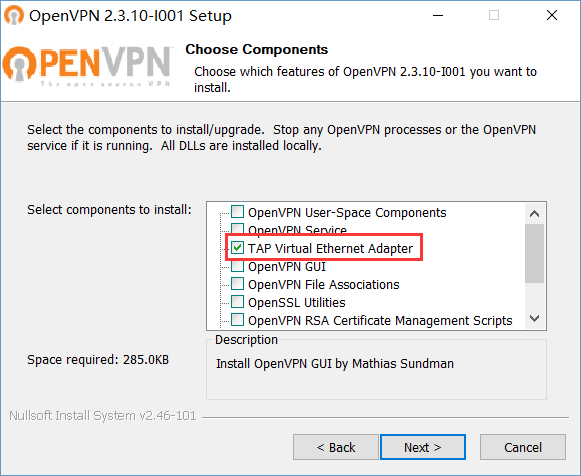 OpenVPN 2.3.10-I001 Setup
OPENVPN
The open source VPN
Choose Components
Choose which features of OpenVPN 2.3.10-I001 you want to
install.
Select the components to install/upgrade. Stop any OpenVPN processes or the OpenVPN
service if it is running. All DLLs are installed locally.
Select components to install:
OpenVPN User-Space Components
OpenVPN Service
TAP Virtual Ethernet Adapter
OpenVPN GUI
OpenVPN File Associations
OpenSSL Utilities
OpenVPN RSA Certificate Management Scripts
Space required: 285.0KB
Description
Install OpenVPN GUI by Mathias Sundman
Nullsoft Install System v2.46-101
< Back
Next >
Cancel